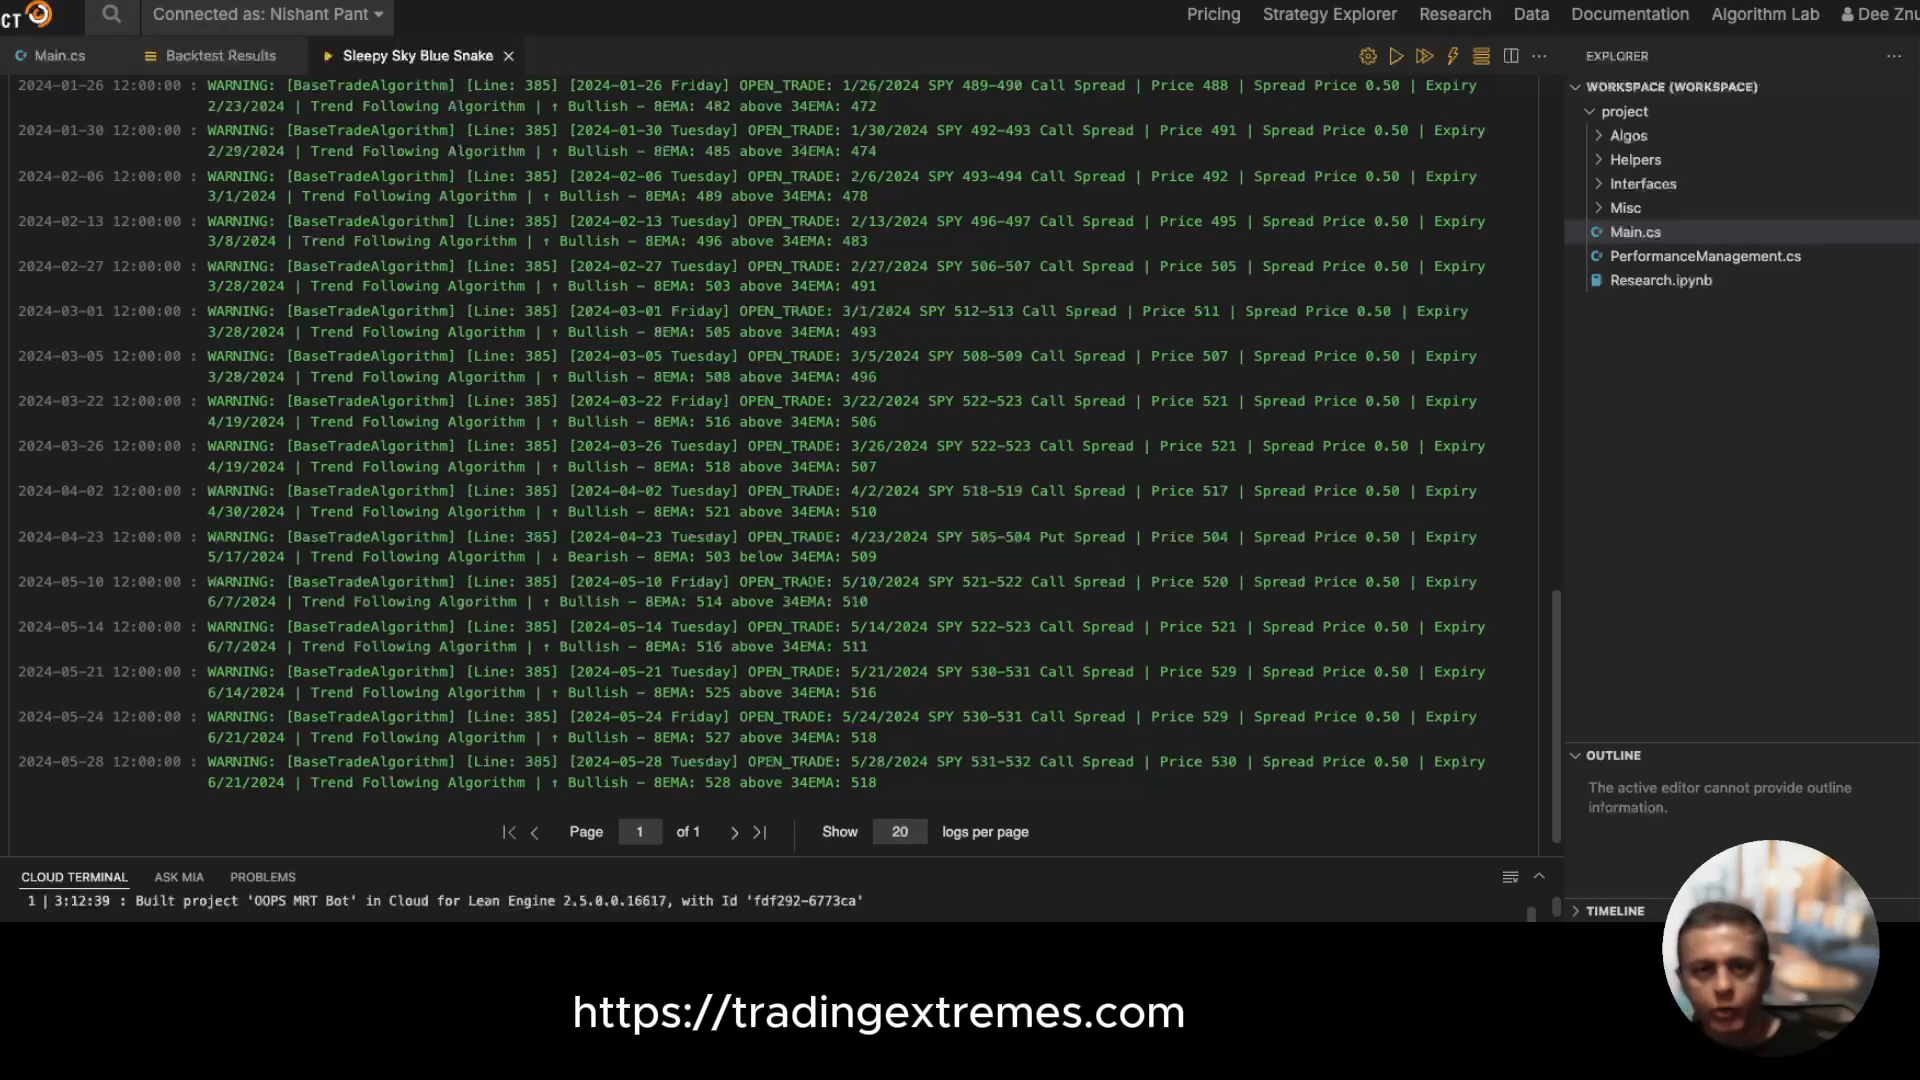 CT
Connected as: Nishant Pant
Pricing Strategy Explorer Research Data Documentation Algorithm Lab Dee Znu
Main.cs Backtest Results Sleepy Sky Blue Snake
2024-01-26 12:00:00 : WARNING: [BaseTradeAlgorithm] [Line: 385] [2024-01-26 Friday] OPEN_TRADE: 1/26/2024 SPY 489-490 Call Spread | Price 488 | Spread Price 0.50 | Expiry
2/23/2024 | Trend Following Algorithm | ↑ Bullish - 8EMA: 482 above 34EMA: 472
2024-01-30 12:00:00 : WARNING: [BaseTradeAlgorithm] [Line: 385] [2024-01-30 Tuesday] OPEN_TRADE: 1/30/2024 SPY 492-493 Call Spread | Price 491 | Spread Price 0.50 | Expiry
2/29/2024 | Trend Following Algorithm | ↑ Bullish - 8EMA: 485 above 34EMA: 474
2024-02-06 12:00:00 : WARNING: [BaseTradeAlgorithm] [Line: 385] [2024-02-06 Tuesday] OPEN_TRADE: 2/6/2024 SPY 493-494 Call Spread | Price 492 | Spread Price 0.50 | Expiry
3/1/2024 | Trend Following Algorithm | ↑ Bullish - 8EMA: 489 above 34EMA: 478
2024-02-13 12:00:00 : WARNING: [BaseTradeAlgorithm] [Line: 385] [2024-02-13 Tuesday] OPEN_TRADE: 2/13/2024 SPY 496-497 Call Spread | Price 495 | Spread Price 0.50 | Expiry
3/8/2024 | Trend Following Algorithm | ↑ Bullish - 8EMA: 496 above 34EMA: 483
2024-02-27 12:00:00 : WARNING: [BaseTradeAlgorithm] [Line: 385] [2024-02-27 Tuesday] OPEN_TRADE: 2/27/2024 SPY 506-507 Call Spread | Price 505 | Spread Price 0.50 | Expiry
3/28/2024 | Trend Following Algorithm | ↑ Bullish - 8EMA: 503 above 34EMA: 491
2024-03-01 12:00:00 : WARNING: [BaseTradeAlgorithm] [Line: 385] [2024-03-01 Friday] OPEN_TRADE: 3/1/2024 SPY 512-513 Call Spread | Price 511 | Spread Price 0.50 | Expiry
3/28/2024 | Trend Following Algorithm | ↑ Bullish - 8EMA: 505 above 34EMA: 493
2024-03-05 12:00:00 : WARNING: [BaseTradeAlgorithm] [Line: 385] [2024-03-05 Tuesday] OPEN_TRADE: 3/5/2024 SPY 508-509 Call Spread | Price 507 | Spread Price 0.50 | Expiry
3/28/2024 | Trend Following Algorithm | ↑ Bullish - 8EMA: 508 above 34EMA: 496
2024-03-22 12:00:00 : WARNING: [BaseTradeAlgorithm] [Line: 385] [2024-03-22 Friday] OPEN_TRADE: 3/22/2024 SPY 522-523 Call Spread | Price 521 | Spread Price 0.50 | Expiry
4/19/2024 | Trend Following Algorithm | ↑ Bullish - 8EMA: 516 above 34EMA: 506
2024-03-26 12:00:00 : WARNING: [BaseTradeAlgorithm] [Line: 385] [2024-03-26 Tuesday] OPEN_TRADE: 3/26/2024 SPY 522-523 Call Spread | Price 521 | Spread Price 0.50 | Expiry
4/19/2024 | Trend Following Algorithm | ↑ Bullish - 8EMA: 518 above 34EMA: 507
2024-04-02 12:00:00 : WARNING: [BaseTradeAlgorithm] [Line: 385] [2024-04-02 Tuesday] OPEN_TRADE: 4/2/2024 SPY 518-519 Call Spread | Price 517 | Spread Price 0.50 | Expiry
4/30/2024 | Trend Following Algorithm | ↑ Bullish - 8EMA: 521 above 34EMA: 510
2024-04-23 12:00:00 : WARNING: [BaseTradeAlgorithm] [Line: 385] [2024-04-23 Tuesday] OPEN_TRADE: 4/23/2024 SPY 505-504 Put Spread | Price 504 | Spread Price 0.50 | Expiry
5/17/2024 | Trend Following Algorithm | ↓ Bearish - 8EMA: 503 below 34EMA: 509
2024-05-10 12:00:00 : WARNING: [BaseTradeAlgorithm] [Line: 385] [2024-05-10 Friday] OPEN_TRADE: 5/10/2024 SPY 521-522 Call Spread | Price 520 | Spread Price 0.50 | Expiry
6/7/2024 | Trend Following Algorithm | ↑ Bullish - 8EMA: 514 above 34EMA: 510
2024-05-14 12:00:00 : WARNING: [BaseTradeAlgorithm] [Line: 385] [2024-05-14 Tuesday] OPEN_TRADE: 5/14/2024 SPY 522-523 Call Spread | Price 521 | Spread Price 0.50 | Expiry
6/7/2024 | Trend Following Algorithm | ↑ Bullish - 8EMA: 516 above 34EMA: 511
2024-05-21 12:00:00 : WARNING: [BaseTradeAlgorithm] [Line: 385] [2024-05-21 Tuesday] OPEN_TRADE: 5/21/2024 SPY 530-531 Call Spread | Price 529 | Spread Price 0.50 | Expiry
6/14/2024 | Trend Following Algorithm | ↑ Bullish - 8EMA: 525 above 34EMA: 516
2024-05-24 12:00:00 : WARNING: [BaseTradeAlgorithm] [Line: 385] [2024-05-24 Friday] OPEN_TRADE: 5/24/2024 SPY 530-531 Call Spread | Price 529 | Spread Price 0.50 | Expiry
6/21/2024 | Trend Following Algorithm | ↑ Bullish - 8EMA: 527 above 34EMA: 518
2024-05-28 12:00:00 : WARNING: [BaseTradeAlgorithm] [Line: 385] [2024-05-28 Tuesday] OPEN_TRADE: 5/28/2024 SPY 531-532 Call Spread | Price 530 | Spread Price 0.50 | Expiry
6/21/2024 | Trend Following Algorithm | ↑ Bullish - 8EMA: 528 above 34EMA: 518
Page 1 of 1 Show 20 logs per page
CLOUD TERMINAL ASK MIA PROBLEMS
1 | 3:12:39 : Built project 'OOPS MRT Bot' in Cloud for Lean Engine 2.5.0.0.16617, with Id 'fdf292-6773ca'
EXPLORER
WORKSPACE (WORKSPACE)
project
Algos
Helpers
Interfaces
Misc
Main.cs
PerformanceManagement.cs
Research.ipynb
OUTLINE
The active editor cannot provide outline
information.
TIMELINE
https://tradingextremes.com